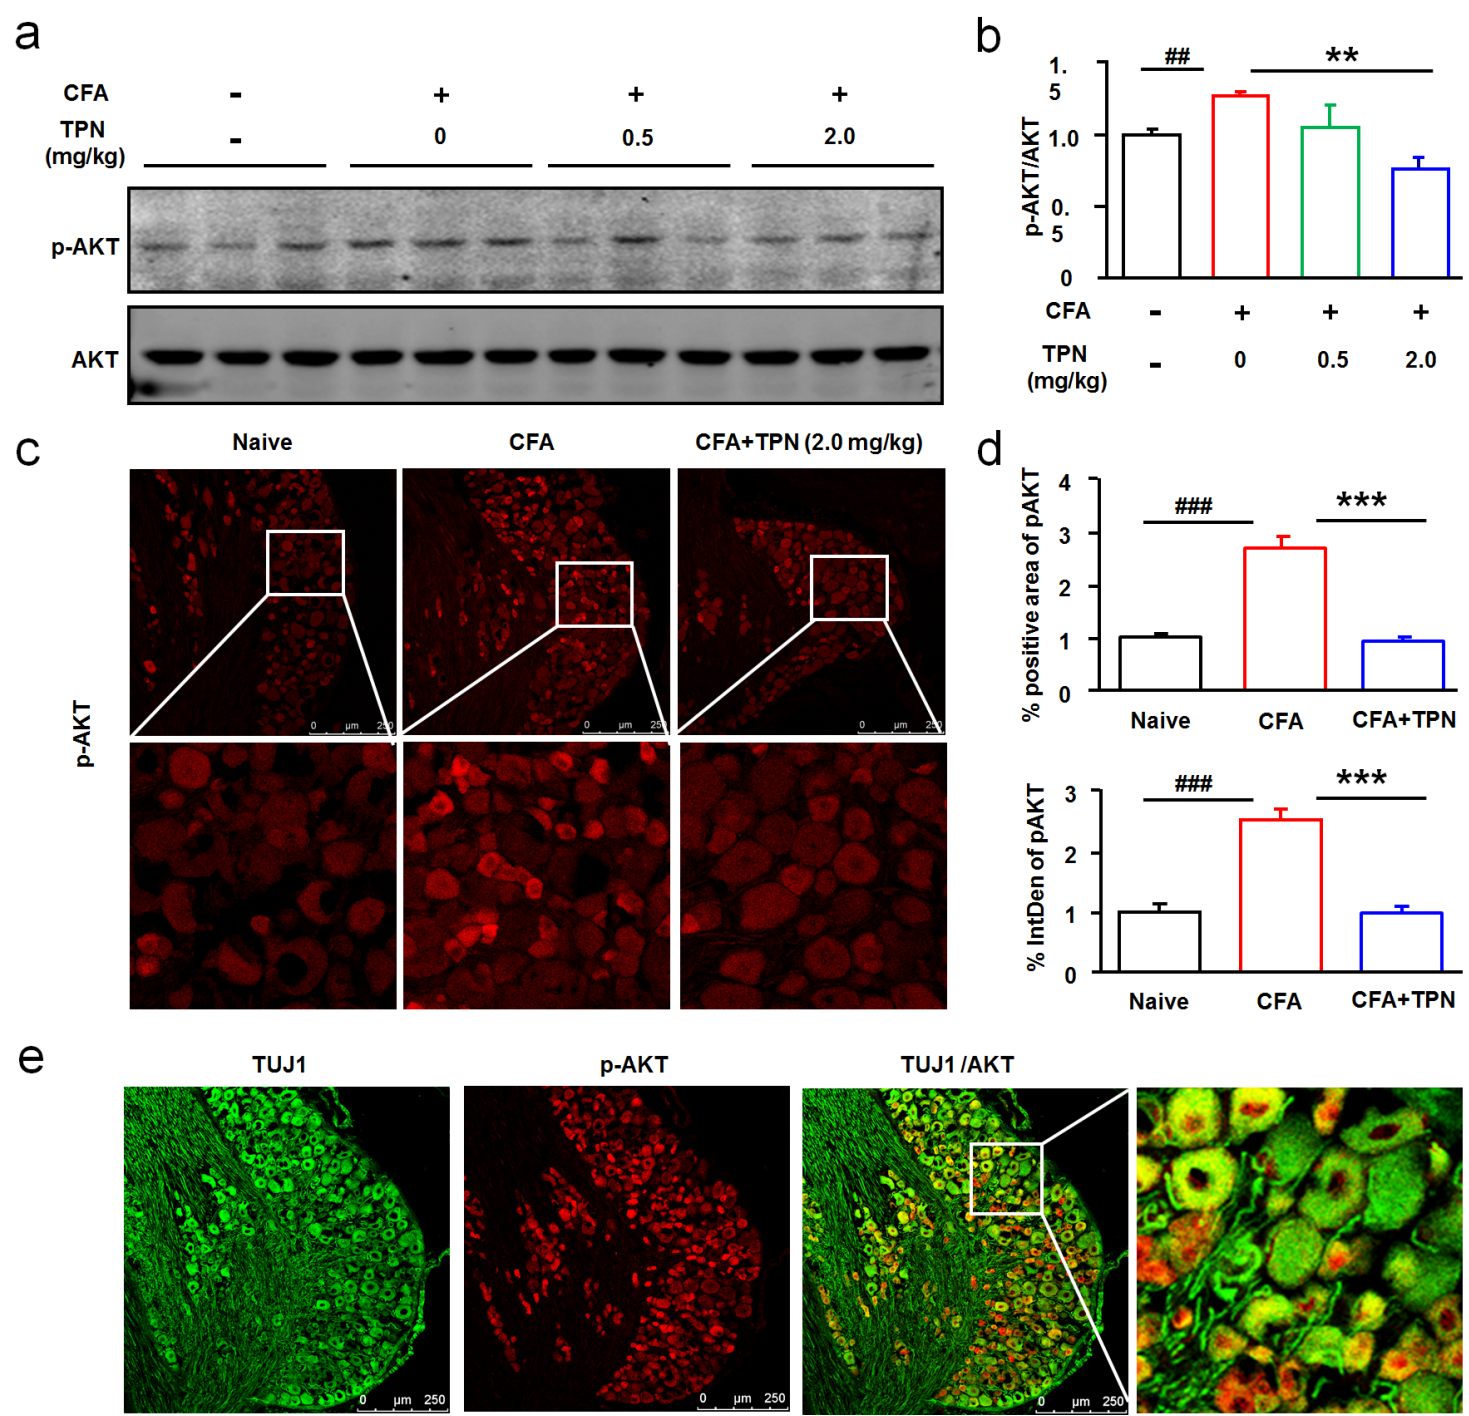 a
CFA - + + +
TPN
(mg/kg) - 0 0.5 2.0
p-AKT
AKT
b
## **
1.
5
1.0
0.
5
0
p-AKT/AKT
CFA - + + +
TPN
(mg/kg) - 0 0.5 2.0
c
Naive CFA CFA+TPN (2.0 mg/kg)
p-AKT
0 µm 250
0 µm 250
0 µm 250
d
### ***
4
3
2
1
0
% positive area of pAKT
Naive CFA CFA+TPN
### ***
3
2
1
0
% IntDen of pAKT
Naive CFA CFA+TPN
e
TUJ1 p-AKT TUJ1/AKT
0 µm 250
0 µm 250
0 µm 250